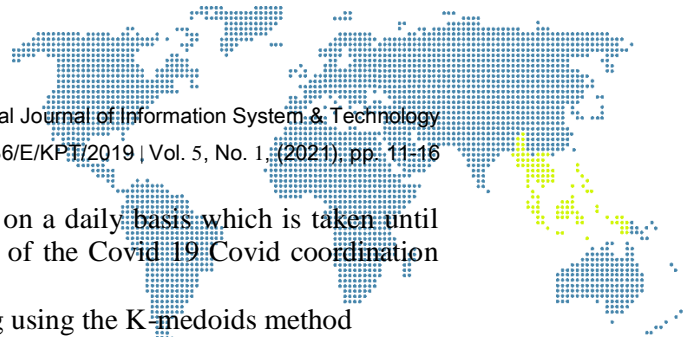 al Journal of Information System & Technology
6/E/KPT/2019 | Vol. 5, No. 1, (2021), pp. 11-16
on a daily basis which is taken until
of the Covid 19 Covid coordination
using the K-medoids method